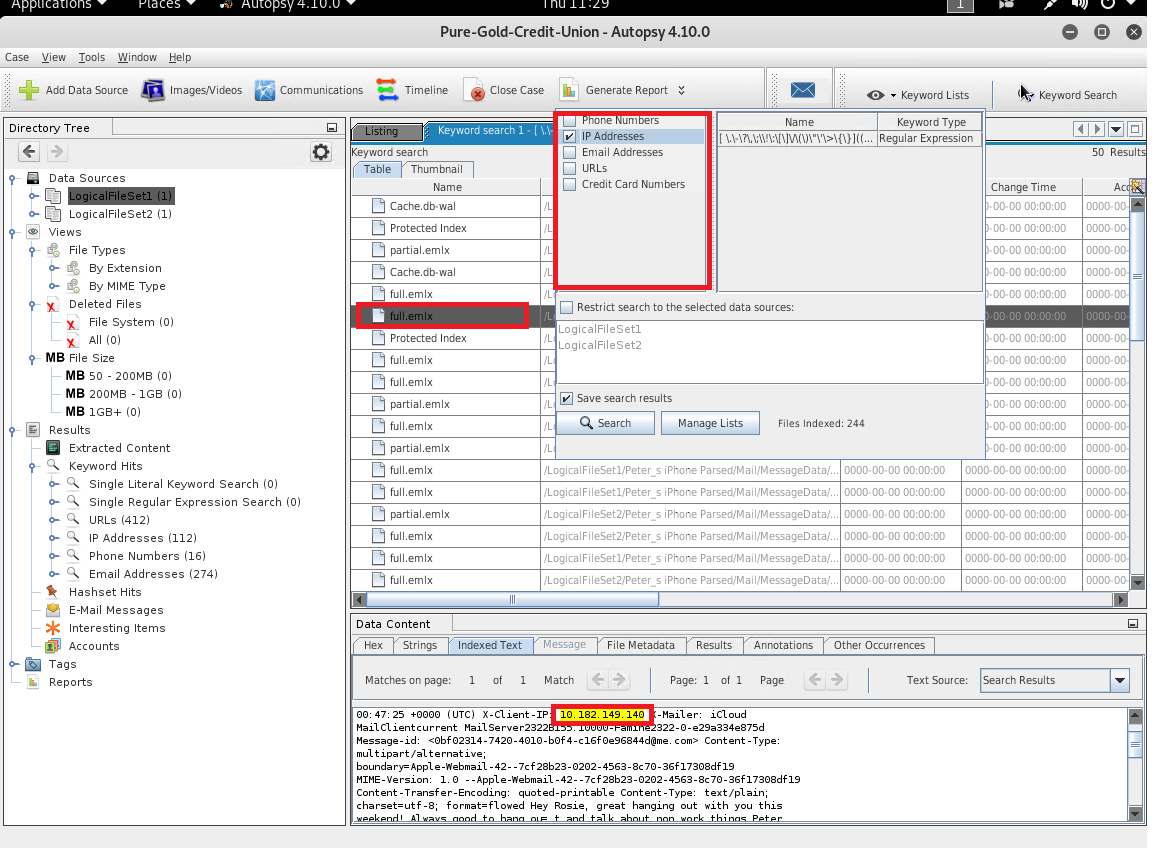 Applications Places Autopsy 4.10.0 Thu 11:29 1
Pure-Gold-Credit-Union - Autopsy 4.10.0
Case View Tools Window Help
Add Data Source Images/Videos Communications Timeline Close Case Generate Report Keyword Lists Keyword Search
Directory Tree
Data Sources
LogicalFileSet1 (1)
LogicalFileSet2 (1)
Views
File Types
By Extension
By MIME Type
Deleted Files
File System (0)
All (0)
MB File Size
MB 50 - 200MB (0)
MB 200MB - 1GB (0)
MB 1GB+ (0)
Results
Extracted Content
Keyword Hits
Single Literal Keyword Search (0)
Single Regular Expression Search (0)
URLs (412)
IP Addresses (112)
Phone Numbers (16)
Email Addresses (274)
Hashset Hits
E-Mail Messages
Interesting Items
Accounts
Tags
Reports
Listing Keyword search 1 - [ \.\-
Keyword search 50 Results
Table Thumbnail
Name Change Time
Cache.db-wal /L 0-00-00 00:00:00 0000-00-
Protected Index /L 0-00-00 00:00:00 0000-00-
partial.emlx /L 0-00-00 00:00:00 0000-00-
Cache.db-wal /L 0-00-00 00:00:00 0000-00-
full.emlx /L 0-00-00 00:00:00 0000-00-
full.emlx /L 0-00-00 00:00:00 0000-00-
Protected Index /L 0-00-00 00:00:00 0000-00-
full.emlx /L 0-00-00 00:00:00 0000-00-
full.emlx /L 0-00-00 00:00:00 0000-00-
partial.emlx /L 0-00-00 00:00:00 0000-00-
full.emlx /L 0-00-00 00:00:00 0000-00-
partial.emlx /L 0-00-00 00:00:00 0000-00-
full.emlx /LogicalFileSet1/Peter_s iPhone Parsed/Mail/MessageData/... 0000-00-00 00:00:00 0000-00-00 00:00:00 0000-00-
full.emlx /LogicalFileSet1/Peter_s iPhone Parsed/Mail/MessageData/... 0000-00-00 00:00:00 0000-00-00 00:00:00 0000-00-
partial.emlx /LogicalFileSet2/Peter_s iPhone Parsed/Mail/MessageData/... 0000-00-00 00:00:00 0000-00-00 00:00:00 0000-00-
full.emlx /LogicalFileSet2/Peter_s iPhone Parsed/Mail/MessageData/... 0000-00-00 00:00:00 0000-00-00 00:00:00 0000-00-
full.emlx /LogicalFileSet1/Peter_s iPhone Parsed/Mail/MessageData/... 0000-00-00 00:00:00 0000-00-00 00:00:00 0000-00-
full.emlx /LogicalFileSet2/Peter_s iPhone Parsed/Mail/MessageData/... 0000-00-00 00:00:00 0000-00-00 00:00:00 0000-00-
Phone Numbers
IP Addresses
Email Addresses
URLs
Credit Card Numbers
Name Keyword Type
Regular Expression
Restrict search to the selected data sources:
LogicalFileSet1
LogicalFileSet2
Save search results
Search Manage Lists Files Indexed: 244
Data Content
Hex Strings Indexed Text Message File Metadata Results Annotations Other Occurrences
Matches on page: 1 of 1 Match Page: 1 of 1 Page Text Source: Search Results
00:47:25 +0000 (UTC) X-Client-IP: 10.182.149.140 X-Mailer: iCloud
MailClientcurrent MailServer2322B155.10000-Famine2322-0-e29a334e875d
Message-id: <0bf02314-7420-4010-b0f4-c16f0e96844d@me.com> Content-Type:
multipart/alternative;
boundary=Apple-Webmail-42--7cf28b23-0202-4563-8c70-36f17308df19
MIME-Version: 1.0 --Apple-Webmail-42--7cf28b23-0202-4563-8c70-36f17308df19
Content-Transfer-Encoding: quoted-printable Content-Type: text/plain;
charset=utf-8; format=flowed Hey Rosie, great hanging out with you this
weekend! Always good to hang ou= t and talk about non work things Peter